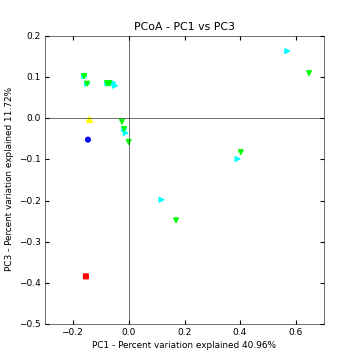 PCoA - PC1 vs PC3
0.2
0.1
0.0
−0.1
−0.2
−0.3
−0.4
−0.5
PC3 - Percent variation explained 11.72%
−0.2 0.0 0.2 0.4 0.6
PC1 - Percent variation explained 40.96%